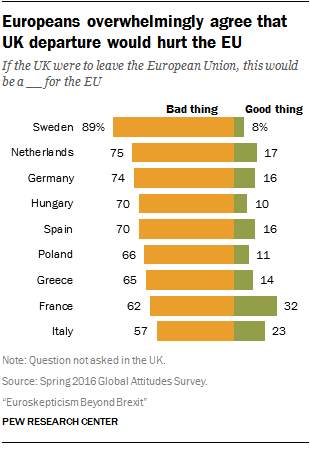 Europeans overwhelmingly agree that
UK departure would hurt the EU
If the UK were to leave the European Union, this would
be a __ for the EU
Bad thing Good thing
Sweden 89% 8%
Netherlands 75 17
Germany 74 16
Hungary 70 10
Spain 70 16
Poland 66 11
Greece 65 14
France 62 32
Italy 57 23
Note: Question not asked in the UK.
Source: Spring 2016 Global Attitudes Survey.
“Euroskepticism Beyond Brexit”
PEW RESEARCH CENTER